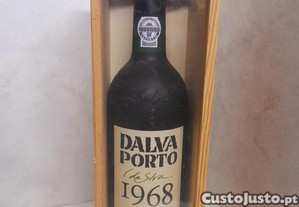 DALVA
PORTO
C. da Silva
1968
CustoJusto.pt